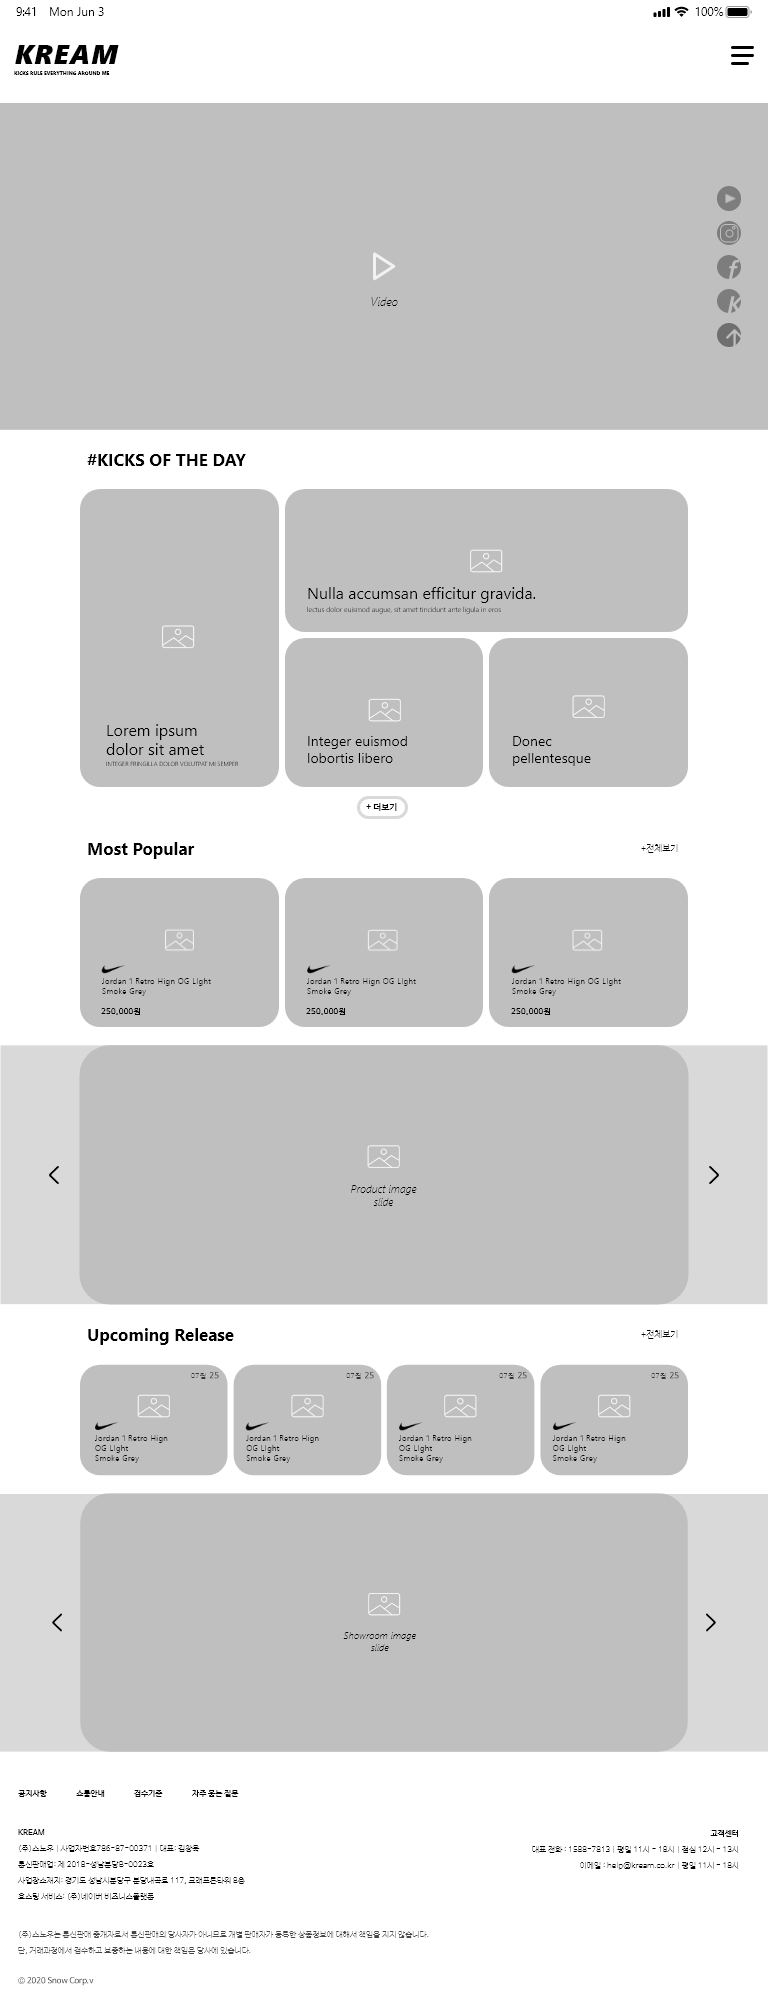 9:41 Mon Jun 3
100%
KREAM
KICKS RULE EVERYTHING AROUND ME
Video
#KICKS OF THE DAY
Nulla accumsan efficitur gravida.
lectus dolor euismod augue, sit amet tincidunt ante ligula in eros
Lorem ipsum
dolor sit amet
INTEGER FRINGILLA DOLOR VOLUTPAT MI SEMPER
Integer euismod
lobortis libero
Donec
pellentesque
+ 더보기
Most Popular
+전체보기
Jordan 1 Retro Hign OG LIght
Smoke Grey
250,000원
Jordan 1 Retro Hign OG LIght
Smoke Grey
250,000원
Jordan 1 Retro Hign OG LIght
Smoke Grey
250,000원
Product image
slide
Upcoming Release
+전체보기
07월 25
Jordan 1 Retro Hign
OG LIght
Smoke Grey
07월 25
Jordan 1 Retro Hign
OG LIght
Smoke Grey
07월 25
Jordan 1 Retro Hign
OG LIght
Smoke Grey
07월 25
Jordan 1 Retro Hign
OG LIght
Smoke Grey
Showroom image
slide
공지사항 쇼룸안내 검수기준 자주 묻는 질문
KREAM
(주)스노우 | 사업자번호786-87-00371 | 대표: 김창욱
통신판매업: 제 2018-성남분당B-0023호
사업장소재지: 경기도 성남시분당구 분당내곡로 117, 크래프톤타워 8층
호스팅 서비스: (주)네이버 비즈니스플랫폼
고객센터
대표 전화 : 1588-7813 | 평일 11시 - 18시 | 점심 12시 - 13시
이메일 : help@kream.co.kr | 평일 11시 - 18시
(주)스노우는 통신판매 중개자로서 통신판매의 당사자가 아니므로 개별 판매자가 등록한 상품정보에 대해서 책임을 지지 않습니다.
단, 거래과정에서 검수하고 보증하는 내용에 대한 책임은 당사에 있습니다.
© 2020 Snow Corp.v